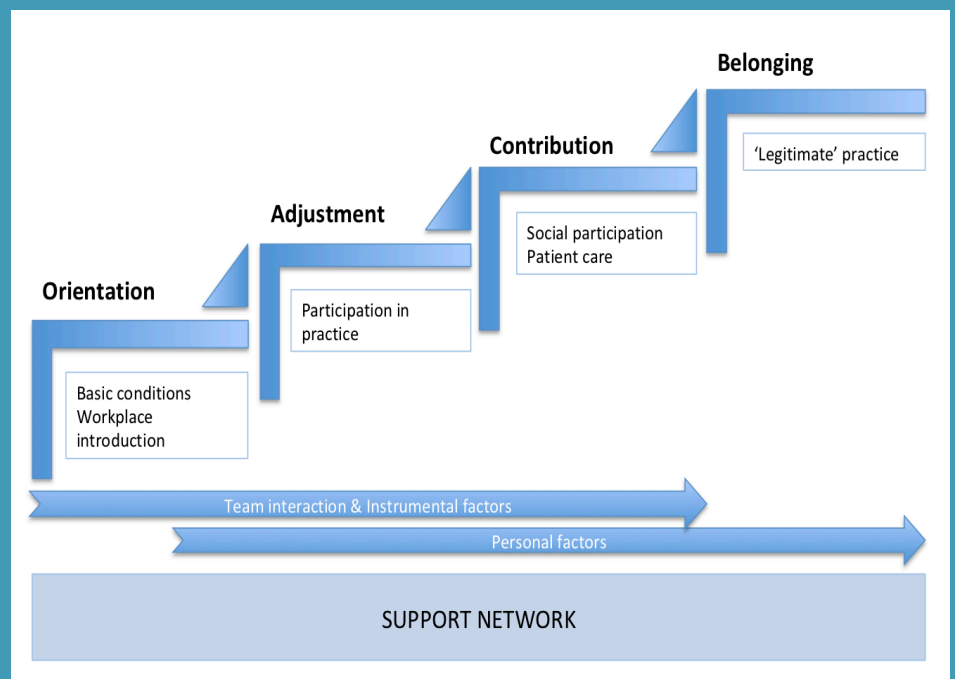 Belonging
‘Legitimate’ practice
Contribution
Social participation
Patient care
Adjustment
Participation in
practice
Orientation
Basic conditions
Workplace
introduction
Team interaction & Instrumental factors
Personal factors
SUPPORT NETWORK